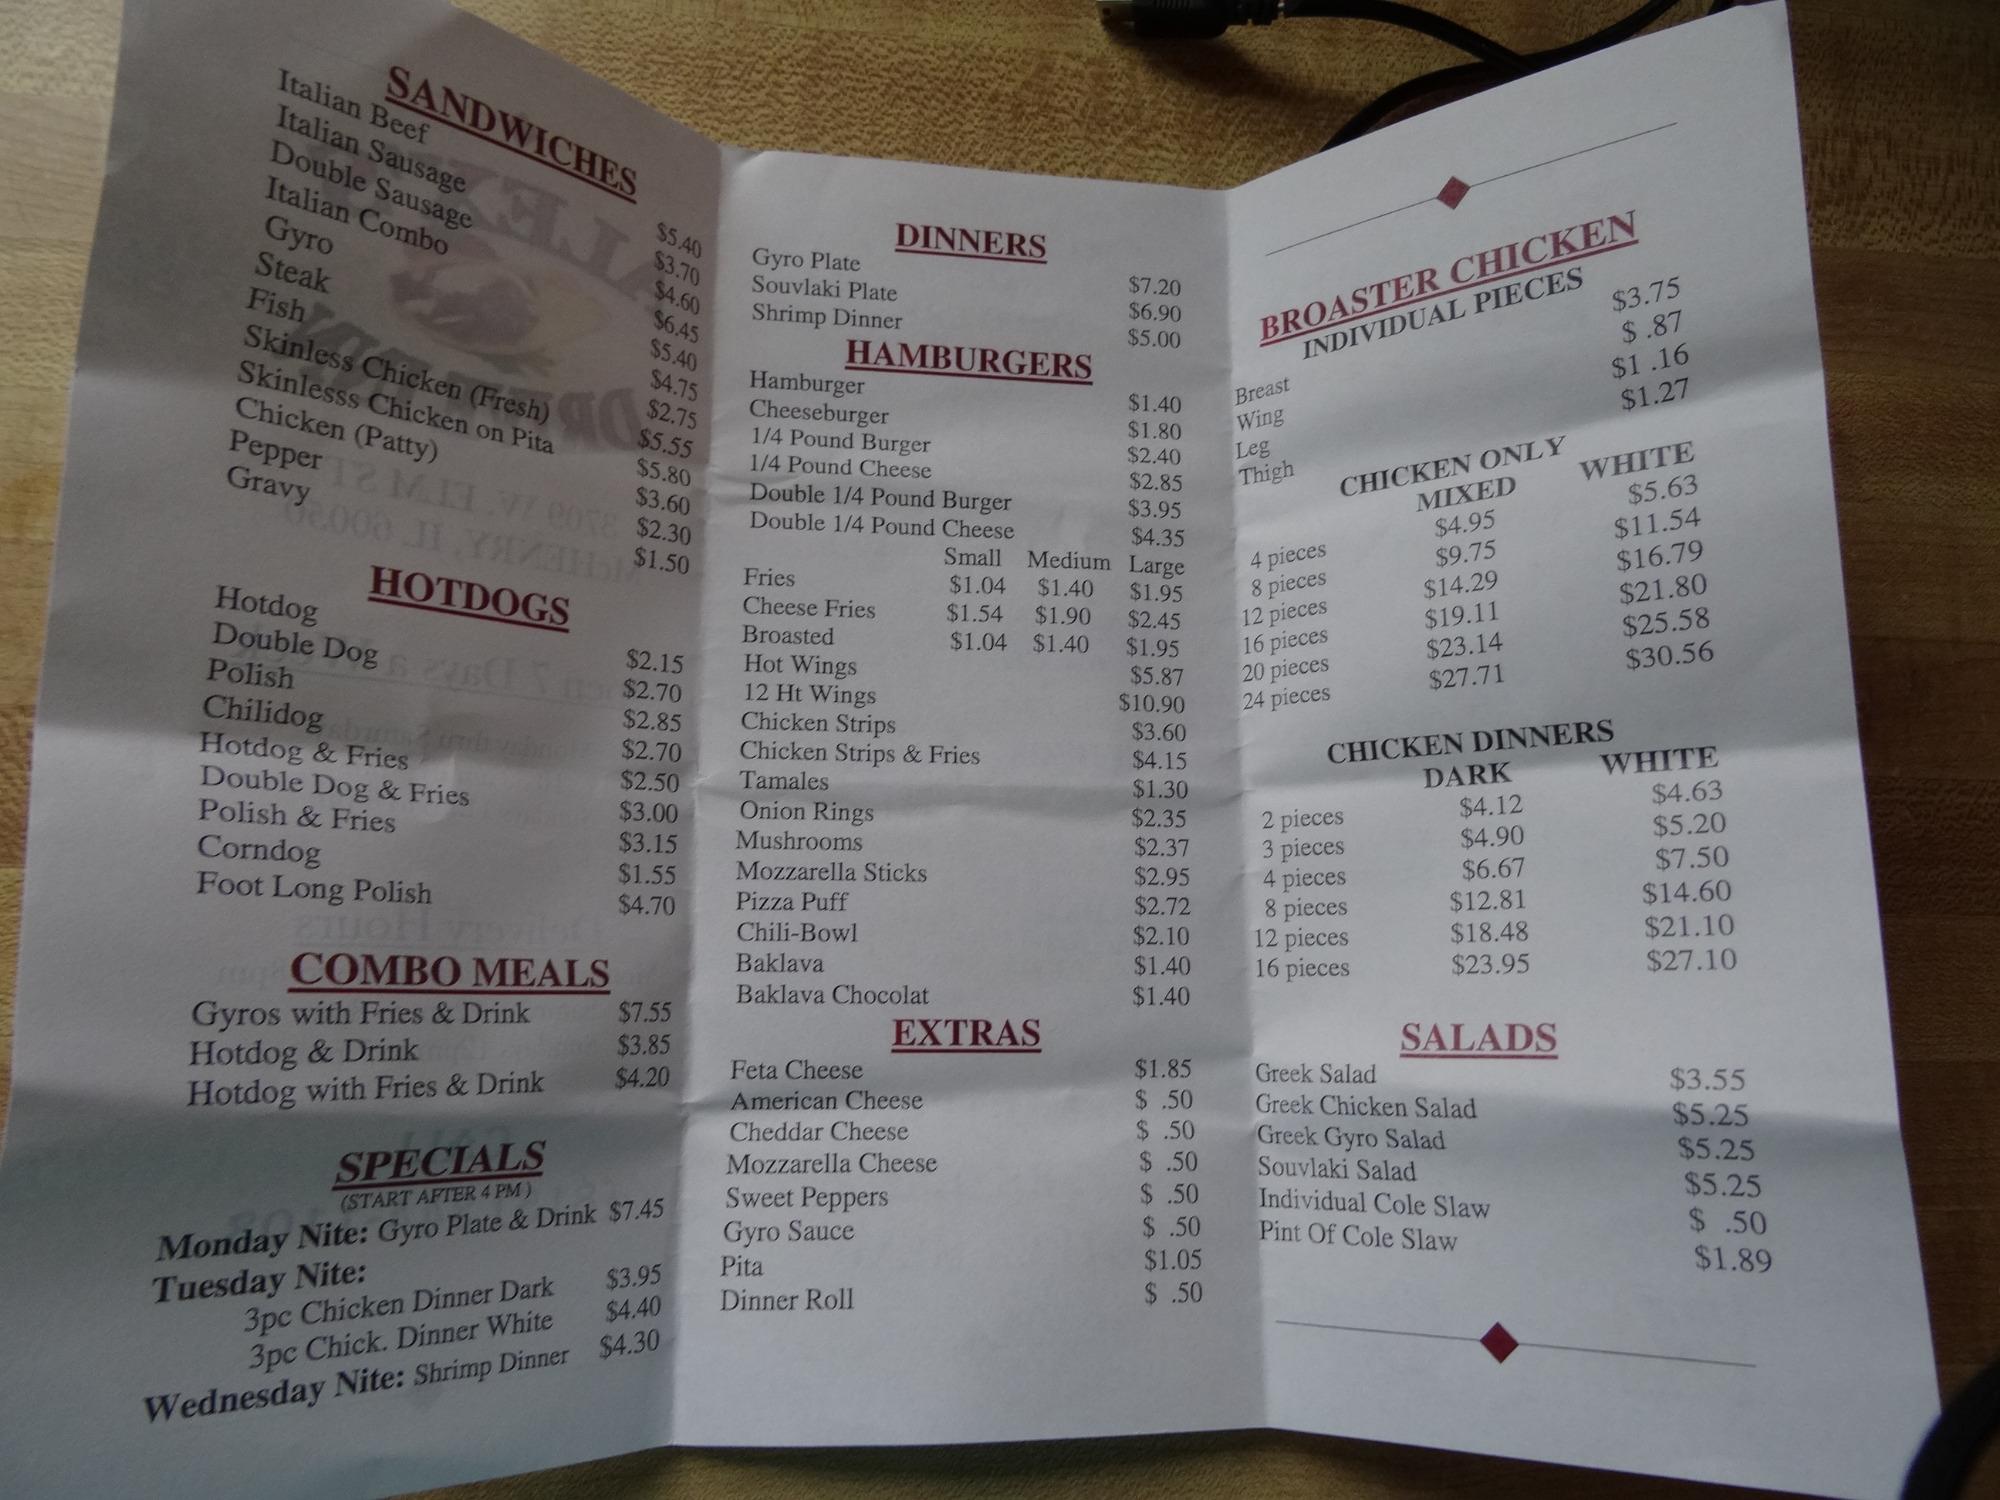 SANDWICHES
Italian Beef $5.40
Italian Sausage $3.70
Double Sausage $4.60
Italian Combo $6.45
Gyro $5.40
Steak $4.75
Fish $2.75
Skinless Chicken (Fresh) $5.55
Skinlesss Chicken on Pita $5.80
Chicken (Patty) $3.60
Pepper $2.30
Gravy $1.50
HOTDOGS
Hotdog $2.15
Double Dog $2.70
Polish $2.85
Chilidog $2.70
Hotdog & Fries $2.50
Double Dog & Fries $3.00
Polish & Fries $3.15
Corndog $1.55
Foot Long Polish $4.70
COMBO MEALS
Gyros with Fries & Drink $7.55
Hotdog & Drink $3.85
Hotdog with Fries & Drink $4.20
SPECIALS
(START AFTER 4 PM)
Monday Nite: Gyro Plate & Drink $7.45
Tuesday Nite:
3pc Chicken Dinner Dark $3.95
3pc Chick. Dinner White $4.40
Wednesday Nite: Shrimp Dinner $4.30
DINNERS
Gyro Plate $7.20
Souvlaki Plate $6.90
Shrimp Dinner $5.00
HAMBURGERS
Hamburger $1.40
Cheeseburger $1.80
1/4 Pound Burger $2.40
1/4 Pound Cheese $2.85
Double 1/4 Pound Burger $3.95
Double 1/4 Pound Cheese $4.35
Small Medium Large
Fries $1.04 $1.40 $1.95
Cheese Fries $1.54 $1.90 $2.45
Broasted $1.04 $1.40 $1.95
Hot Wings $5.87
12 Ht Wings $10.90
Chicken Strips $3.60
Chicken Strips & Fries $4.15
Tamales $1.30
Onion Rings $2.35
Mushrooms $2.37
Mozzarella Sticks $2.95
Pizza Puff $2.72
Chili-Bowl $2.10
Baklava $1.40
Baklava Chocolat $1.40
EXTRAS
Feta Cheese $1.85
American Cheese $ .50
Cheddar Cheese $ .50
Mozzarella Cheese $ .50
Sweet Peppers $ .50
Gyro Sauce $ .50
Pita $1.05
Dinner Roll $ .50
BROASTER CHICKEN
INDIVIDUAL PIECES
Breast $3.75
Wing $ .87
Leg $1 .16
Thigh $1.27
CHICKEN ONLY
MIXED WHITE
4 pieces $4.95 $5.63
8 pieces $9.75 $11.54
12 pieces $14.29 $16.79
16 pieces $19.11 $21.80
20 pieces $23.14 $25.58
24 pieces $27.71 $30.56
CHICKEN DINNERS
DARK WHITE
2 pieces $4.12 $4.63
3 pieces $4.90 $5.20
4 pieces $6.67 $7.50
8 pieces $12.81 $14.60
12 pieces $18.48 $21.10
16 pieces $23.95 $27.10
SALADS
Greek Salad $3.55
Greek Chicken Salad $5.25
Greek Gyro Salad $5.25
Souvlaki Salad $5.25
Individual Cole Slaw $ .50
Pint Of Cole Slaw $1.89